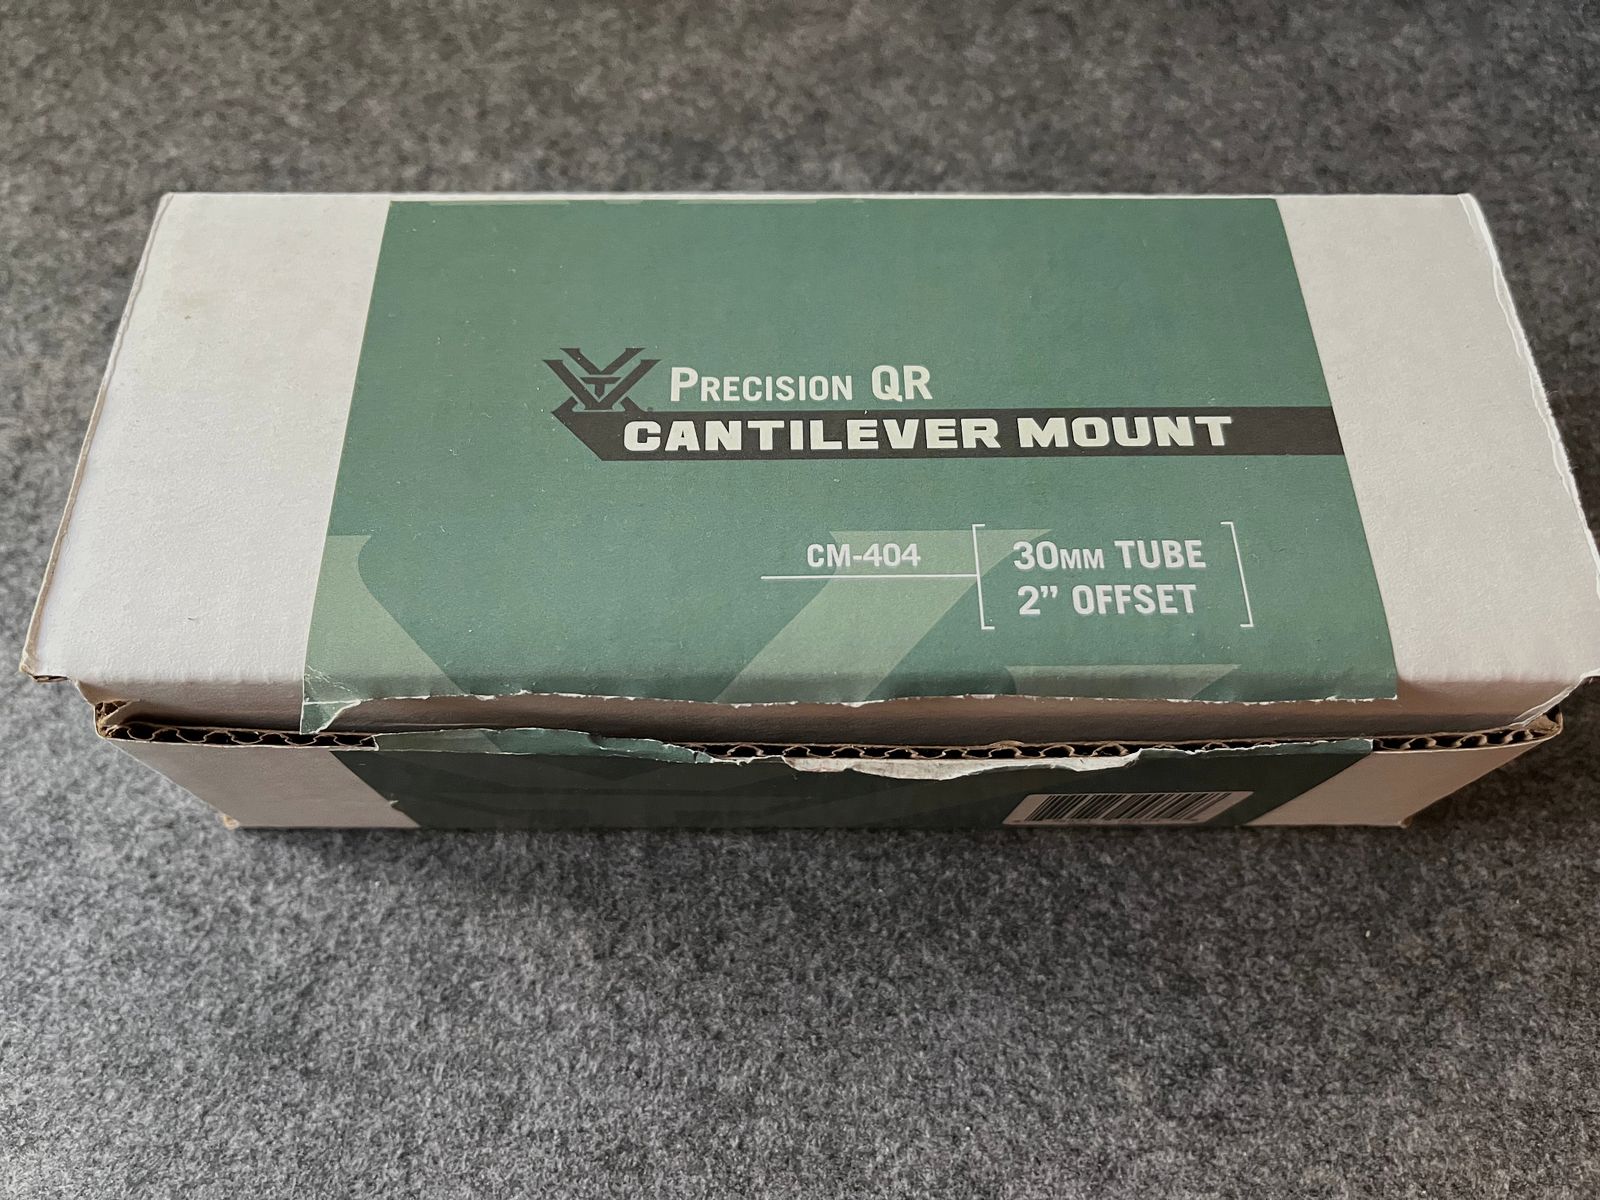 PRECISION QR
CANTILEVER MOUNT
CM-404
30MM TUBE
2” OFFSET